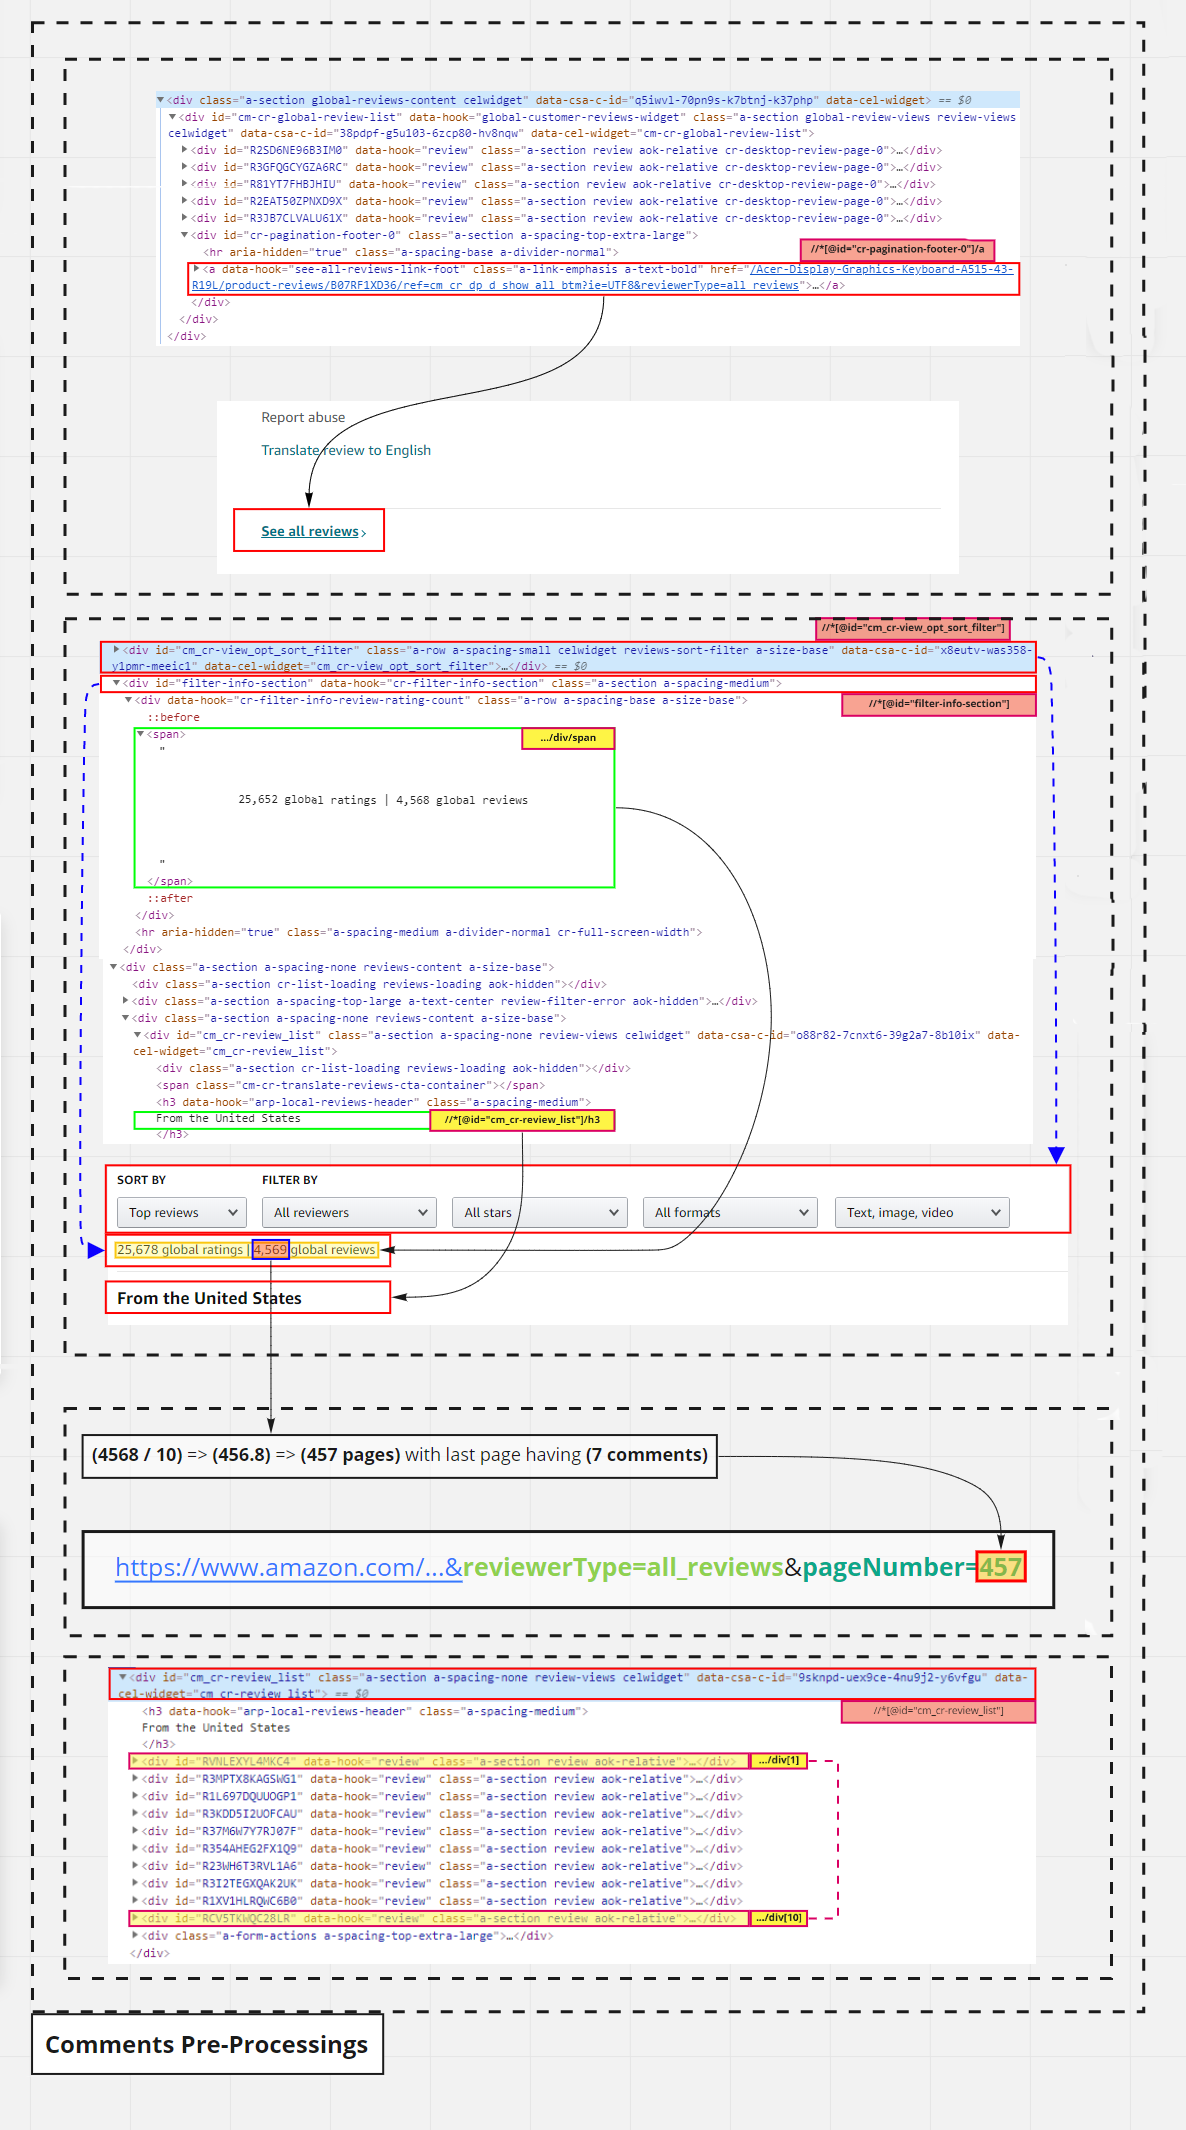 ▼<div class="a-section global-reviews-content celwidget" data-csa-c-id="q5iwvl-70pn9s-k7btnj-k37php" data-cel-widget> == $0
▼<div id="cm-cr-global-review-list" data-hook="global-customer-reviews-widget" class="a-section global-review-views review-views
celwidget" data-csa-c-id="38pdpf-g5u103-6zcp80-hv8nqw" data-cel-widget="cm-cr-global-review-list">
▶<div id="R2SD6NE96B3IM0" data-hook="review" class="a-section review aok-relative cr-desktop-review-page-0">…</div>
▶<div id="R3GFQGCYGZA6RC" data-hook="review" class="a-section review aok-relative cr-desktop-review-page-0">…</div>
▶<div id="R81YT7FHBJHIU" data-hook="review" class="a-section review aok-relative cr-desktop-review-page-0">…</div>
▶<div id="R2EAT50ZPNXD9X" data-hook="review" class="a-section review aok-relative cr-desktop-review-page-0">…</div>
▶<div id="R3JB7CLVALU61X" data-hook="review" class="a-section review aok-relative cr-desktop-review-page-0">…</div>
▼<div id="cr-pagination-footer-0" class="a-section a-spacing-top-extra-large">
<hr aria-hidden="true" class="a-spacing-base a-divider-normal">
//*[@id="cr-pagination-footer-0"]/a
▶<a data-hook="see-all-reviews-link-foot" class="a-link-emphasis a-text-bold" href="/Acer-Display-Graphics-Keyboard-A515-43-
R19L/product-reviews/B07RF1XD36/ref=cm_cr_dp_d_show_all_btm?ie=UTF8&reviewerType=all_reviews">…</a>
</div>
</div>
</div>
Report abuse
Translate review to English
See all reviews ›
//*[@id="cm_cr-view_opt_sort_filter"]
▶<div id="cm_cr-view_opt_sort_filter" class="a-row a-spacing-small celwidget reviews-sort-filter a-size-base" data-csa-c-id="x8eutv-was358-
y1pmr-meeic1" data-cel-widget="cm_cr-view_opt_sort_filter">…</div> == $0
▼<div id="filter-info-section" data-hook="cr-filter-info-section" class="a-section a-spacing-medium">
▼<div data-hook="cr-filter-info-review-rating-count" class="a-row a-spacing-base a-size-base">
//*[@id="filter-info-section"]
::before
▼<span>
.../div/span
"
25,652 global ratings | 4,568 global reviews
"
</span>
::after
</div>
<hr aria-hidden="true" class="a-spacing-medium a-divider-normal cr-full-screen-width">
</div>
▼<div class="a-section a-spacing-none reviews-content a-size-base">
<div class="a-section cr-list-loading reviews-loading aok-hidden"></div>
▶<div class="a-section a-spacing-top-large a-text-center review-filter-error aok-hidden">…</div>
▼<div class="a-section a-spacing-none reviews-content a-size-base">
▼<div id="cm_cr-review_list" class="a-section a-spacing-none review-views celwidget" data-csa-c-id="o88r82-7cnxt6-39g2a7-8b10ix" data-
cel-widget="cm_cr-review_list">
<div class="a-section cr-list-loading reviews-loading aok-hidden"></div>
<span class="cm-cr-translate-reviews-cta-container"></span>
<h3 data-hook="arp-local-reviews-header" class="a-spacing-medium">
From the United States
//*[@id="cm_cr-review_list"]/h3
</h3>
SORT BY FILTER BY
Top reviews All reviewers All stars All formats Text, image, video
25,678 global ratings | 4,569 global reviews
From the United States
(4568 / 10) => (456.8) => (457 pages) with last page having (7 comments)
https://www.amazon.com/...&reviewerType=all_reviews&pageNumber=457
▼<div id="cm_cr-review_list" class="a-section a-spacing-none review-views celwidget" data-csa-c-id="9sknpd-uex9ce-4nu9j2-y6vfgu" data-
cel-widget="cm_cr-review_list"> == $0
<h3 data-hook="arp-local-reviews-header" class="a-spacing-medium">
//*[@id="cm_cr-review_list"]
From the United States
</h3>
▶<div id="RVNLEXYL4MKC4" data-hook="review" class="a-section review aok-relative">…</div> .../div[1]
▶<div id="R3MPTX8KAGSWG1" data-hook="review" class="a-section review aok-relative">…</div>
▶<div id="R1L697DQUUOGP1" data-hook="review" class="a-section review aok-relative">…</div>
▶<div id="R3KDD5I2UOFCAU" data-hook="review" class="a-section review aok-relative">…</div>
▶<div id="R37M6W7Y7RJ07F" data-hook="review" class="a-section review aok-relative">…</div>
▶<div id="R354AHEG2FX1Q9" data-hook="review" class="a-section review aok-relative">…</div>
▶<div id="R23WH6T3RVL1A6" data-hook="review" class="a-section review aok-relative">…</div>
▶<div id="R3I2TEGXQAK2UK" data-hook="review" class="a-section review aok-relative">…</div>
▶<div id="R1XV1HLRQWC6B0" data-hook="review" class="a-section review aok-relative">…</div>
▶<div id="RCV5TKWQC28LR" data-hook="review" class="a-section review aok-relative">…</div> .../div[10]
▶<div class="a-form-actions a-spacing-top-extra-large">…</div>
</div>
Comments Pre-Processings